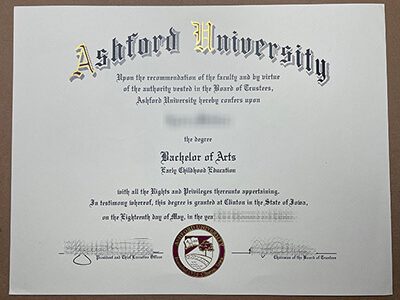 Ashford University
Upon the recommendation of the faculty and by virtue
of the authority vested in the Board of Trustees,
Ashford University hereby confers upon
the degree
Bachelor of Arts
Early Childhood Education
with all the Rights and Privileges thereunto appertaining.
In testimony whereof, this degree is granted at Clinton in the State of Iowa,
on the Eighteenth day of May, in the year
President and Chief Executive Officer
Chairman of the Board of Trustees